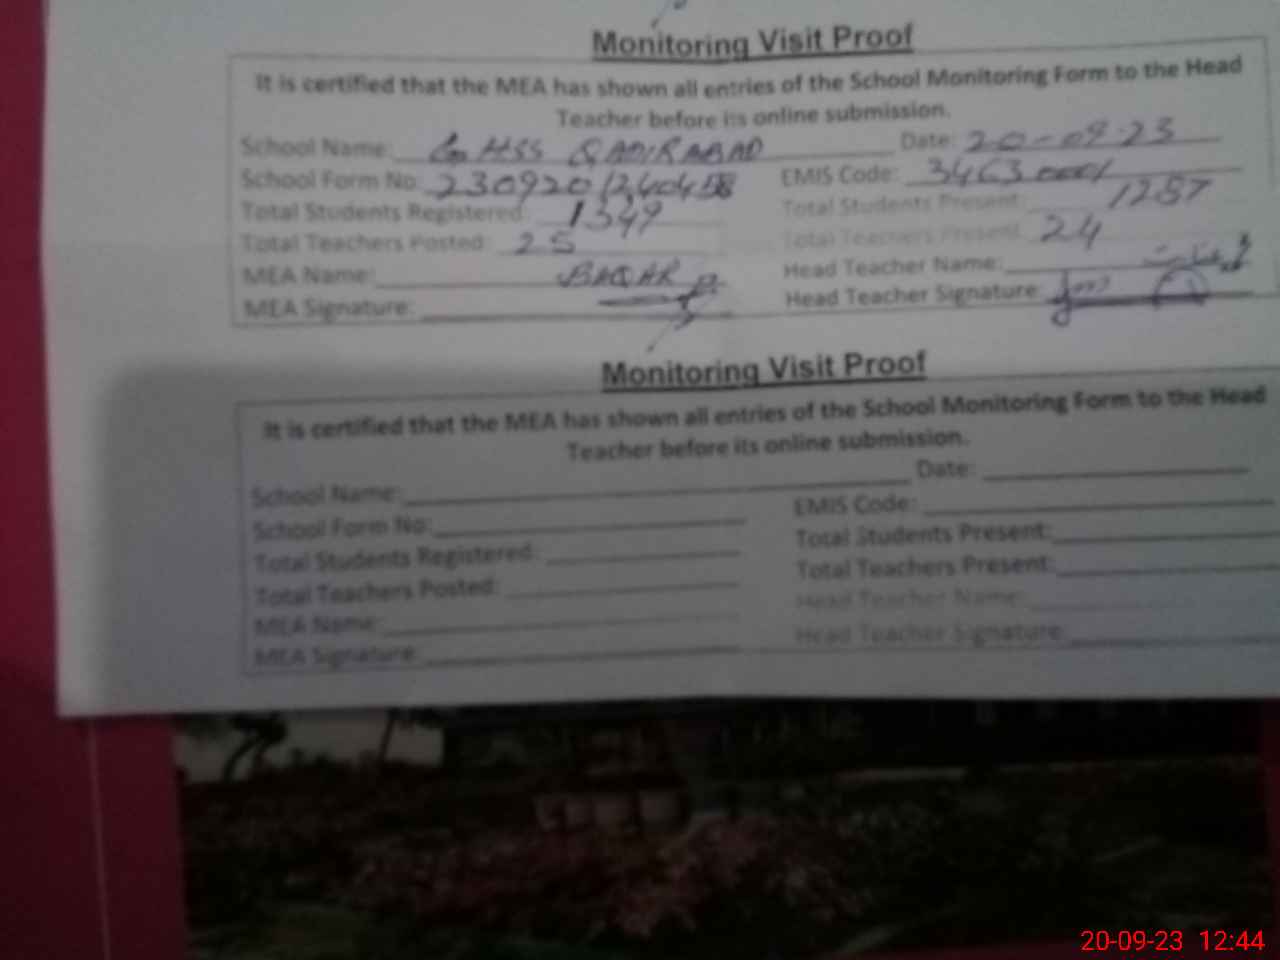 Monitoring Visit Proof
It is certified that the MEA has shown all entries of the School Monitoring Form to the Head
Teacher before its online submission.
School Name: GHSS QADIRABAD Date: 20-09-23
School Form No: EMIS Code: 34630001
Total Students Registered: 1349 Total Students Present: 1287
Total Teachers Posted: 25 Total Teachers Present: 24
MEA Name: BAQAR Head Teacher Name:
MEA Signature: Head Teacher Signature:
Monitoring Visit Proof
It is certified that the MEA has shown all entries of the School Monitoring Form to the Head
Teacher before its online submission.
School Name: Date:
School Form No: EMIS Code:
Total Students Registered: Total Students Present:
Total Teachers Posted: Total Teachers Present:
MEA Name: Head Teacher Name:
MEA Signature: Head Teacher Signature:
20-09-23 12:44